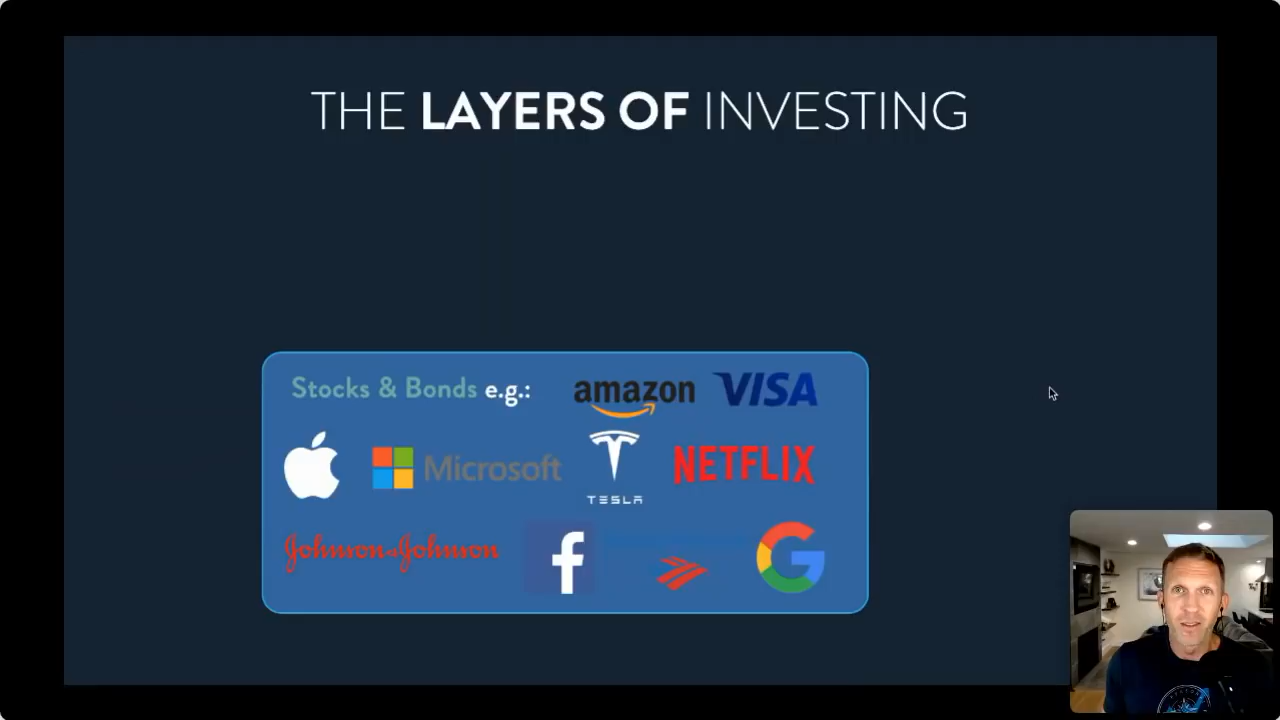 THE LAYERS OF INVESTING
Stocks & Bonds e.g.: amazon VISA
Microsoft TESLA NETFLIX
Johnson & Johnson f G